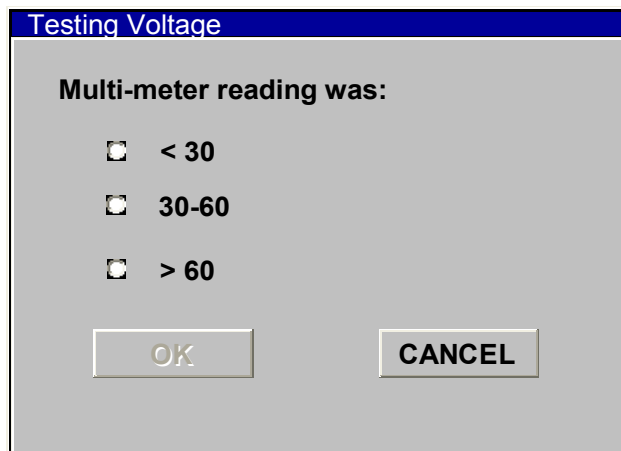 Testing Voltage
Multi-meter reading was:
< 30
30-60
> 60
OK
CANCEL